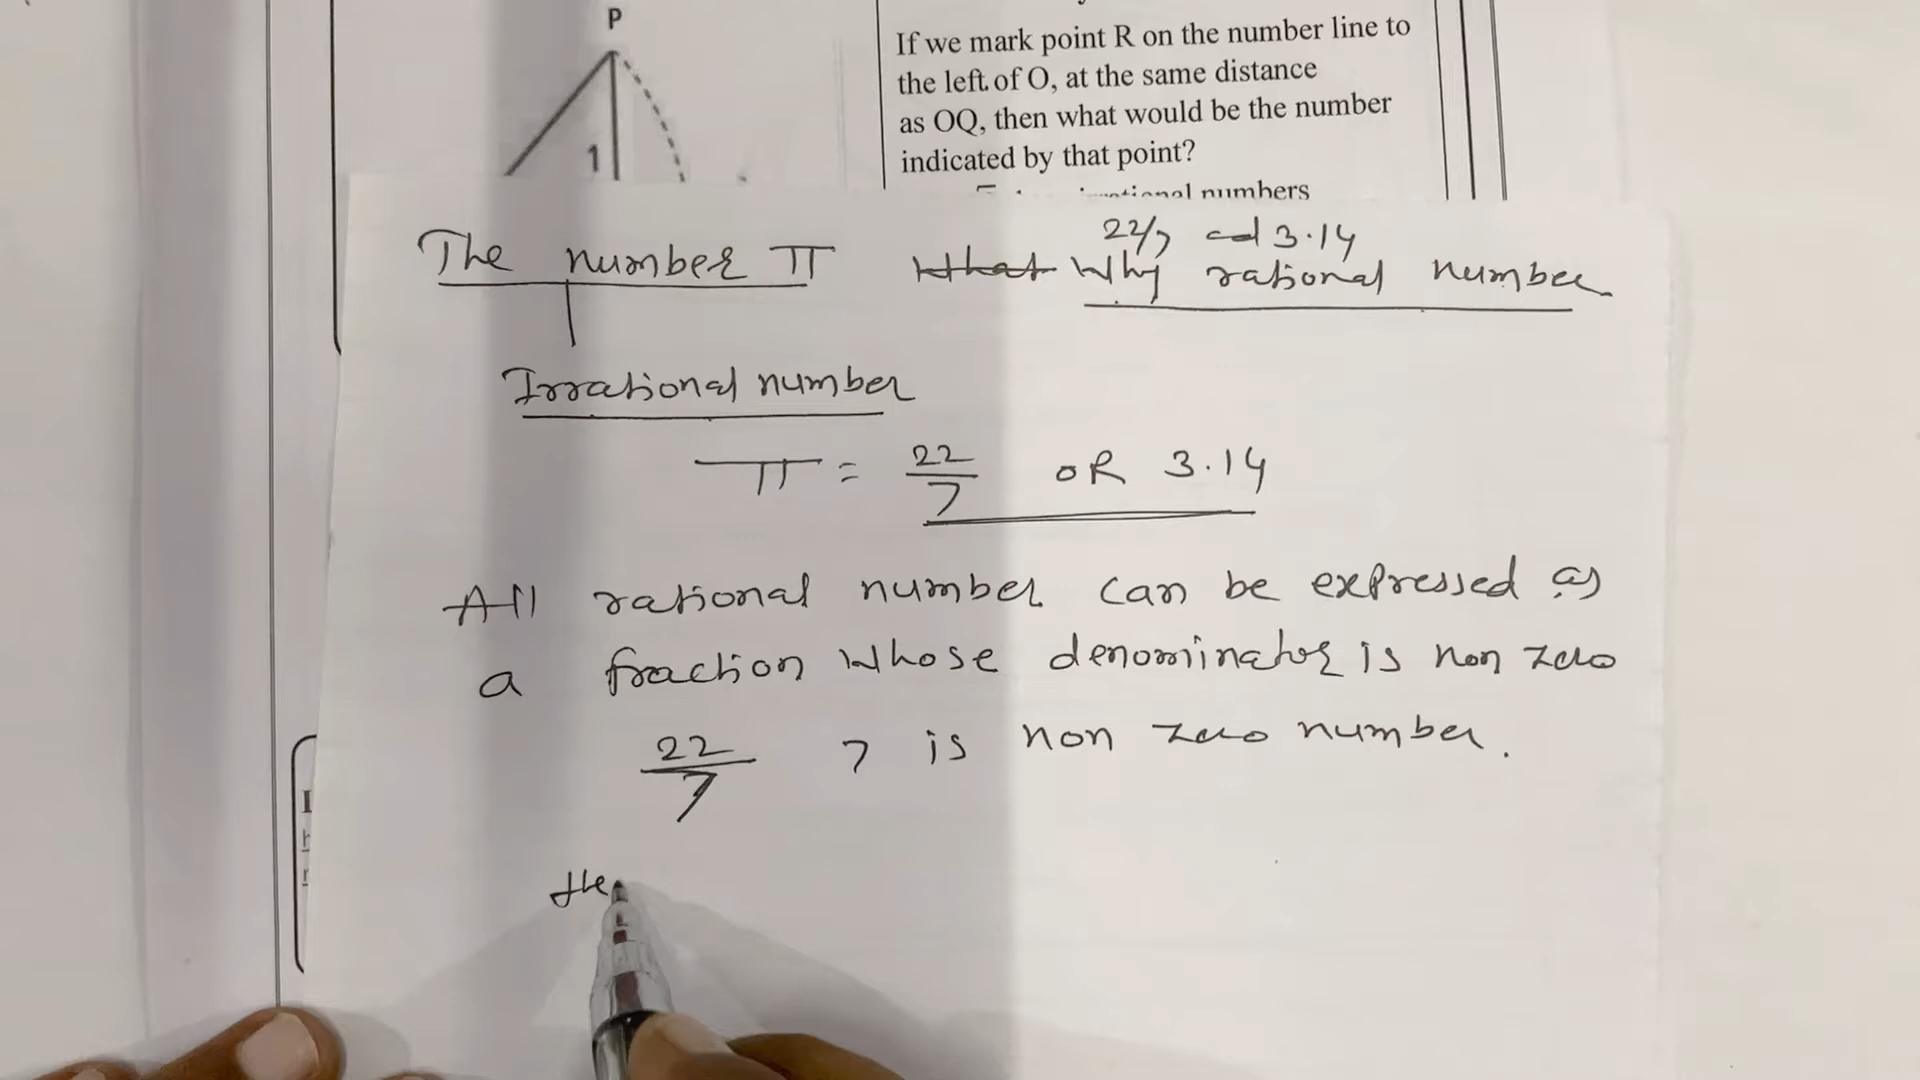 P
1
If we mark point R on the number line to
the left of O, at the same distance
as OQ, then what would be the number
indicated by that point?
numbers
22/7 and 3.14
The number π What Why rational number
Irrational number
π = 22/7 OR 3.14
All rational number can be expressed as
a fraction whose denominator is non zero
22/7 7 is non zero number.
the